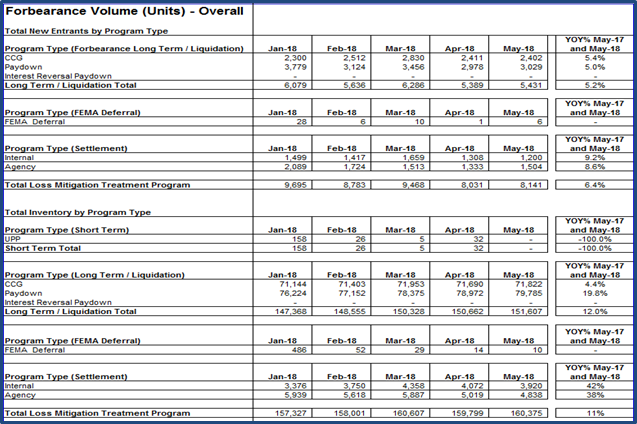 Forbearance Volume (Units) - Overall
Total New Entrants by Program Type
YOY% May-17
Program Type (Forbearance Long Term / Liquidation) Jan-18 Feb-18 Mar-18 Apr-18 May-18 and May-18
CCG 2,300 2,512 2,830 2,411 2,402 5.4%
Paydown 3,779 3,124 3,456 2,978 3,029 5.0%
Interest Reversal Paydown - - - - -
Long Term / Liquidation Total 6,079 5,636 6,286 5,389 5,431 5.2%
YOY% May-17
Program Type (FEMA Deferral) Jan-18 Feb-18 Mar-18 Apr-18 May-18 and May-18
FEMA Deferral 28 6 10 1 6 -
YOY% May-17
Program Type (Settlement) Jan-18 Feb-18 Mar-18 Apr-18 May-18 and May-18
Internal 1,499 1,417 1,659 1,308 1,200 9.2%
Agency 2,089 1,724 1,513 1,333 1,504 8.6%
Total Loss Mitigation Treatment Program 9,695 8,783 9,468 8,031 8,141 6.4%
Total Inventory by Program Type
YOY% May-17
Program Type (Short Term) Jan-18 Feb-18 Mar-18 Apr-18 May-18 and May-18
UPP 158 26 5 32 - -100.0%
Short Term Total 158 26 5 32 - -100.0%
YOY% May-17
Program Type (Long Term / Liquidation) Jan-18 Feb-18 Mar-18 Apr-18 May-18 and May-18
CCG 71,144 71,403 71,953 71,690 71,822 4.4%
Paydown 76,224 77,152 78,375 78,972 79,785 19.8%
Interest Reversal Paydown - - - - -
Long Term / Liquidation Total 147,368 148,555 150,328 150,662 151,607 12.0%
YOY% May-17
Program Type (FEMA Deferral) Jan-18 Feb-18 Mar-18 Apr-18 May-18 and May-18
FEMA Deferral 486 52 29 14 10 -
YOY% May-17
Program Type (Settlement) Jan-18 Feb-18 Mar-18 Apr-18 May-18 and May-18
Internal 3,376 3,750 4,358 4,072 3,920 42%
Agency 5,939 5,618 5,887 5,019 4,838 38%
Total Loss Mitigation Treatment Program 157,327 158,001 160,607 159,799 160,375 11%